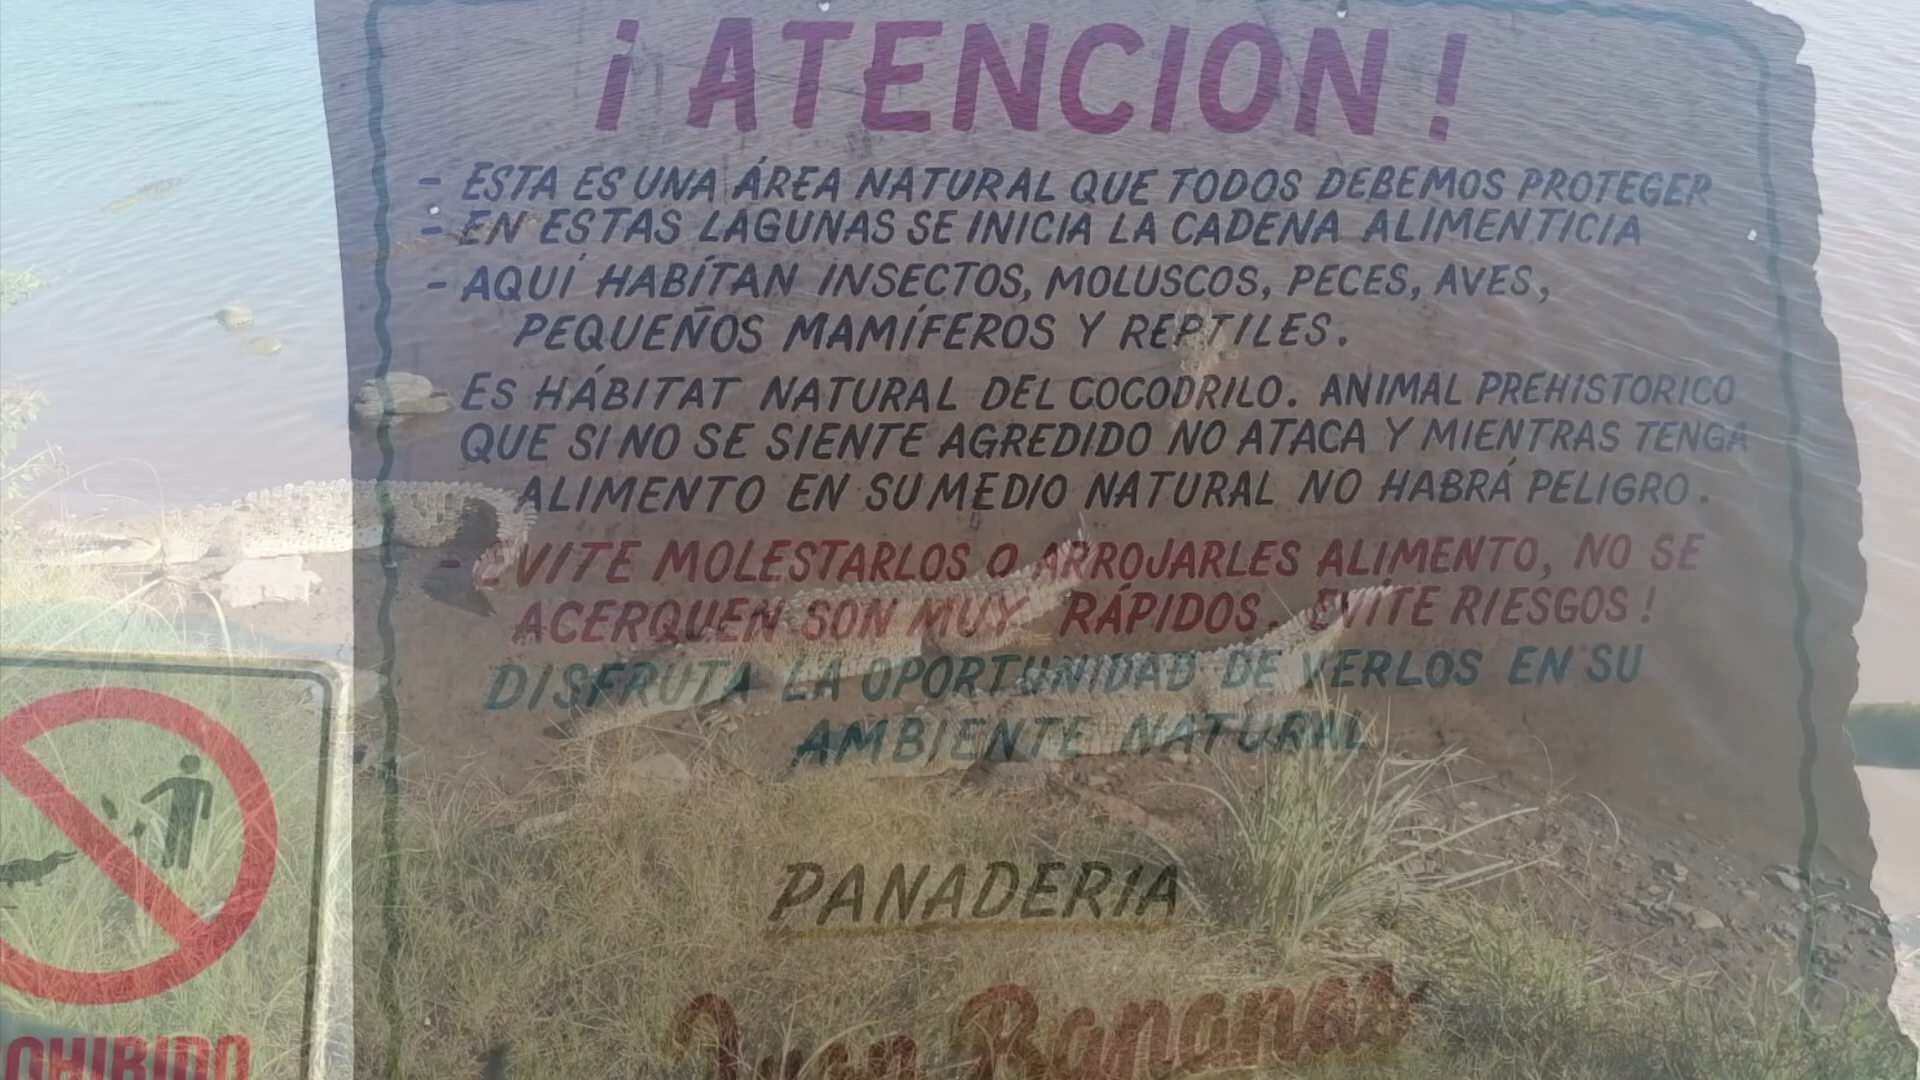 ¡ATENCION!
- ESTA ES UNA ÁREA NATURAL QUE TODOS DEBEMOS PROTEGER
- EN ESTAS LAGUNAS SE INICIA LA CADENA ALIMENTICIA
- AQUÍ HABÍTAN INSECTOS, MOLUSCOS, PECES, AVES,
PEQUEÑOS MAMÍFEROS Y REPTILES.
ES HÁBITAT NATURAL DEL COCODRILO. ANIMAL PREHISTORICO
QUE SI NO SE SIENTE AGREDIDO NO ATACA Y MIENTRAS TENGA
ALIMENTO EN SU MEDIO NATURAL NO HABRÁ PELIGRO.
- EVITE MOLESTARLOS O ARROJARLES ALIMENTO, NO SE
ACERQUEN SON MUY RÁPIDOS. EVITE RIESGOS!
DISFRUTA LA OPORTUNIDAD DE VERLOS EN SU
AMBIENTE NATURAL
PANADERIA
Juan Bananas
OHIBIDO